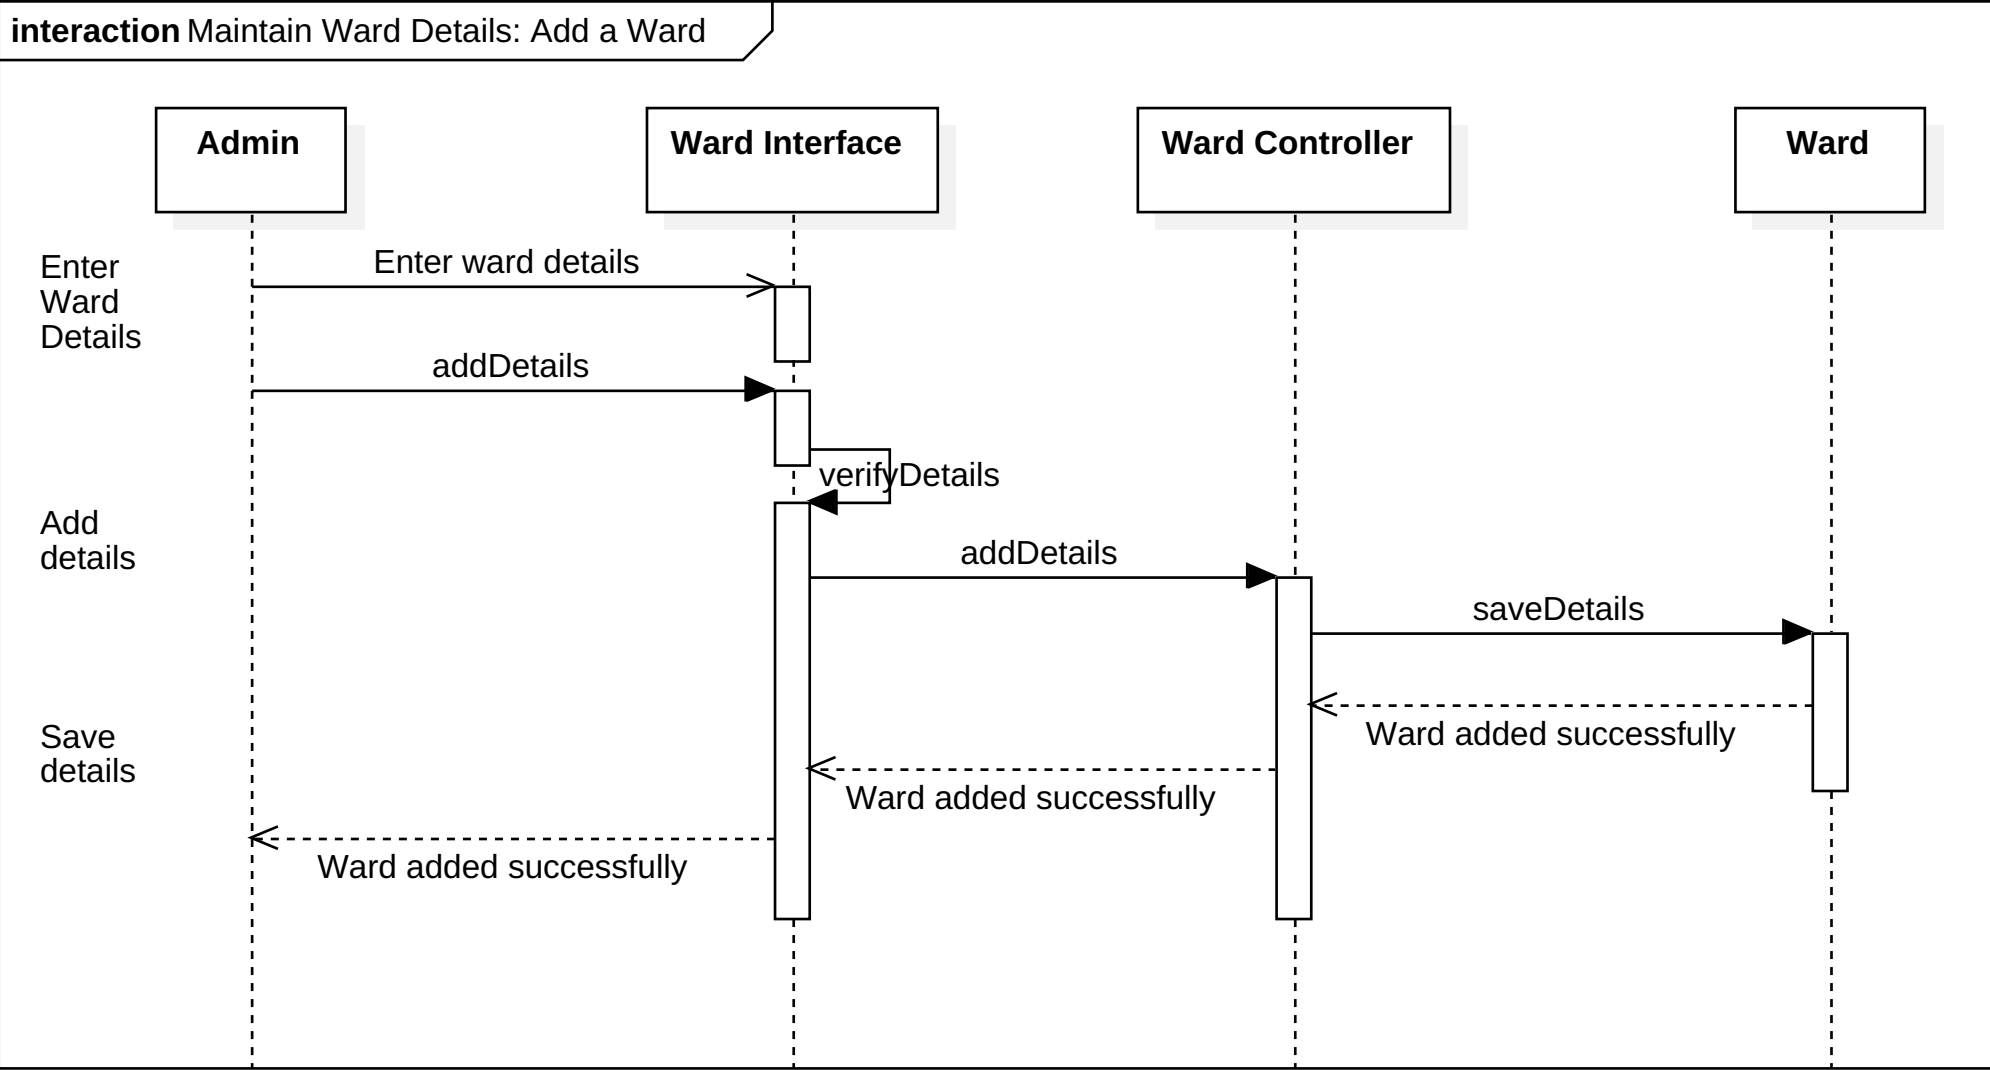 interaction Maintain Ward Details: Add a Ward
Admin
Ward Interface
Ward Controller
Ward
Enter
Ward
Details
Enter ward details
addDetails
verifyDetails
Add
details
addDetails
saveDetails
Ward added successfully
Save
details
Ward added successfully
Ward added successfully